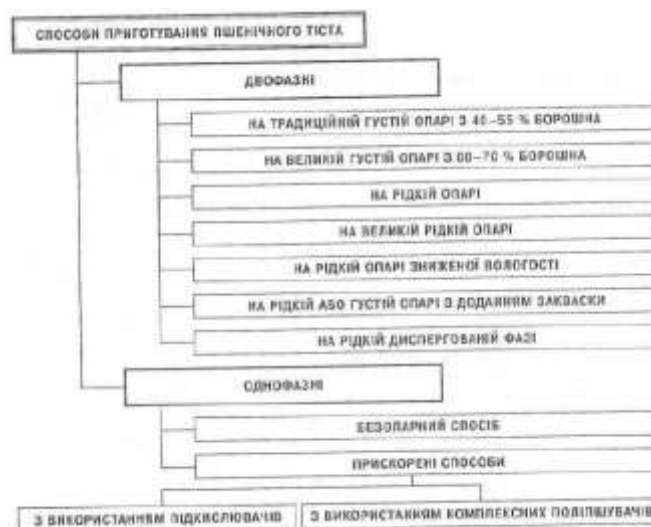 СПОСОБИ ПРИГОТУВАННЯ ПШЕНИЧНОГО ТІСТА
ДВОФАЗНІ
НА ТРАДИЦІЙНІЙ ГУСТІЙ ОПАРІ З 40–55 % БОРОШНА
НА ВЕЛИКІЙ ГУСТІЙ ОПАРІ З 60–70 % БОРОШНА
НА РІДКІЙ ОПАРІ
НА ВЕЛИКІЙ РІДКІЙ ОПАРІ
НА РІДКІЙ ОПАРІ ЗНИЖЕНОЇ ВОЛОГОСТІ
НА РІДКІЙ АБО ГУСТІЙ ОПАРІ З ДОДАННЯМ ЗАКВАСКИ
НА РІДКІЙ ДИСПЕРГОВАНІЙ ФАЗІ
ОДНОФАЗНІ
БЕЗОПАРНИЙ СПОСІБ
ПРИСКОРЕНІ СПОСОБИ
З ВИКОРИСТАННЯМ ПІДКИСЛЮВАЧІВ
З ВИКОРИСТАННЯМ КОМПЛЕКСНИХ ПОЛІПШУВАЧІВ